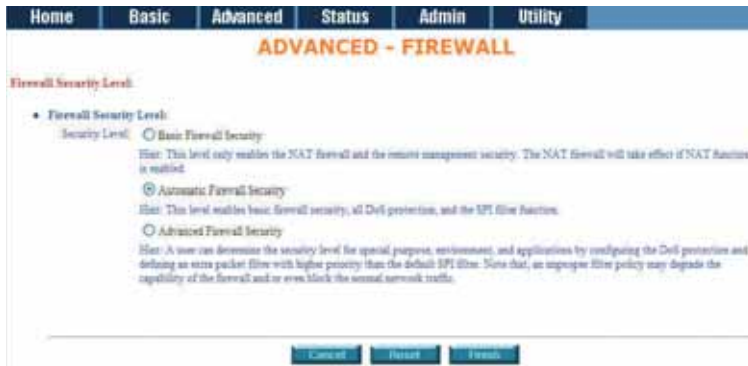 Home Basic Advanced Status Admin Utility
ADVANCED - FIREWALL
Firewall Security Level:
Firewall Security Level:
Security Level: Basic Firewall Security
Hint: This level only enables the NAT firewall and the remote management security. The NAT firewall will take effect if NAT function
is enabled.
Automatic Firewall Security
Hint: This level enables basic firewall security, all DoS protection, and the SPI filter function.
Advanced Firewall Security
Hint: A user can determine the security level for special purpose, environment, and applications by configuring the DoS protection and
defining an extra packet filter with higher priority than the default SPI filter. Note that, an improper filter policy may degrade the
capability of the firewall and or even block the normal network traffic.
Cancel Reset Finish